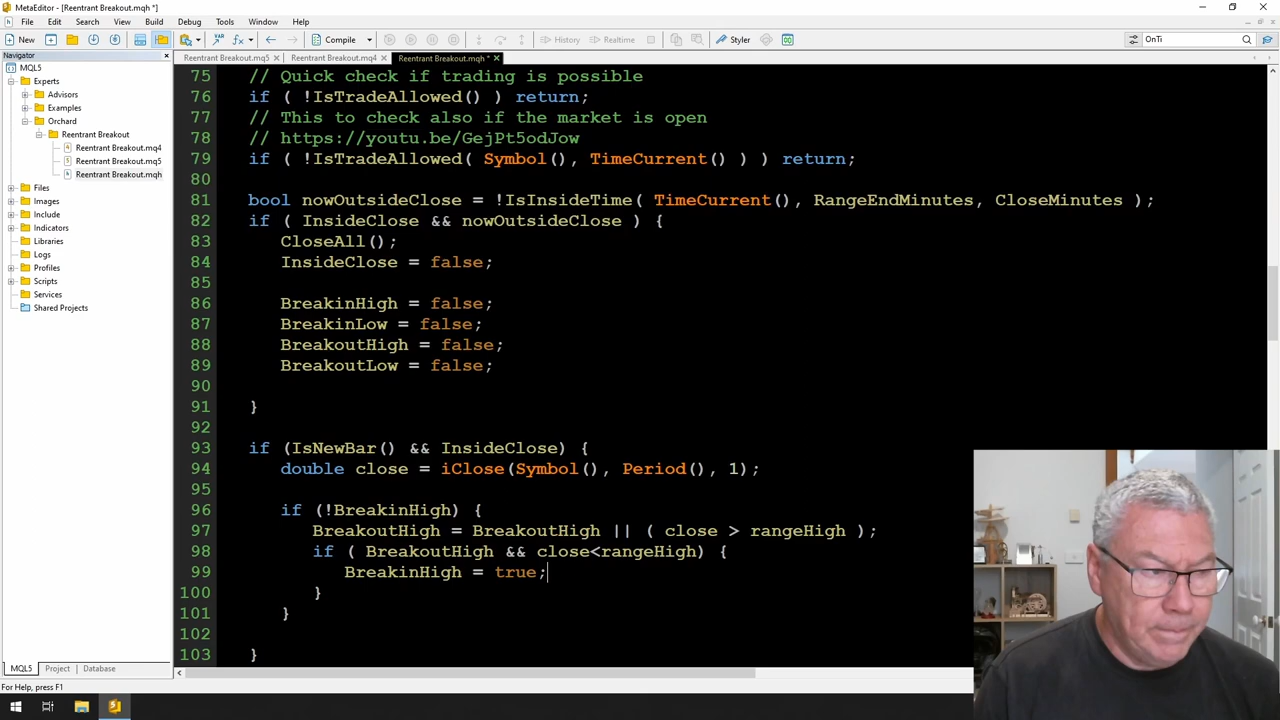 MetaEditor - [Reentrant Breakout.mqh *]
File Edit Search View Build Debug Tools Window Help
New Compile History Realtime Styler OnTi
Navigator
Reentrant Breakout.mq5 Reentrant Breakout.mq4 Reentrant Breakout.mqh *
MQL5
Experts
Advisors
Examples
Orchard
Reentrant Breakout
Reentrant Breakout.mq4
Reentrant Breakout.mq5
Reentrant Breakout.mqh
Files
Images
Include
Indicators
Libraries
Logs
Profiles
Scripts
Services
Shared Projects
75 // Quick check if trading is possible
76 if ( !IsTradeAllowed() ) return;
77 // This to check also if the market is open
78 // https://youtu.be/GejPt5odJow
79 if ( !IsTradeAllowed( Symbol(), TimeCurrent() ) ) return;
80
81 bool nowOutsideClose = !IsInsideTime( TimeCurrent(), RangeEndMinutes, CloseMinutes );
82 if ( InsideClose && nowOutsideClose ) {
83 CloseAll();
84 InsideClose = false;
85
86 BreakinHigh = false;
87 BreakinLow = false;
88 BreakoutHigh = false;
89 BreakoutLow = false;
90
91 }
92
93 if (IsNewBar() && InsideClose) {
94 double close = iClose(Symbol(), Period(), 1);
95
96 if (!BreakinHigh) {
97 BreakoutHigh = BreakoutHigh || ( close > rangeHigh );
98 if ( BreakoutHigh && close<rangeHigh) {
99 BreakinHigh = true;
100 }
101 }
102
103 }
MQL5 Project Database
For Help, press F1